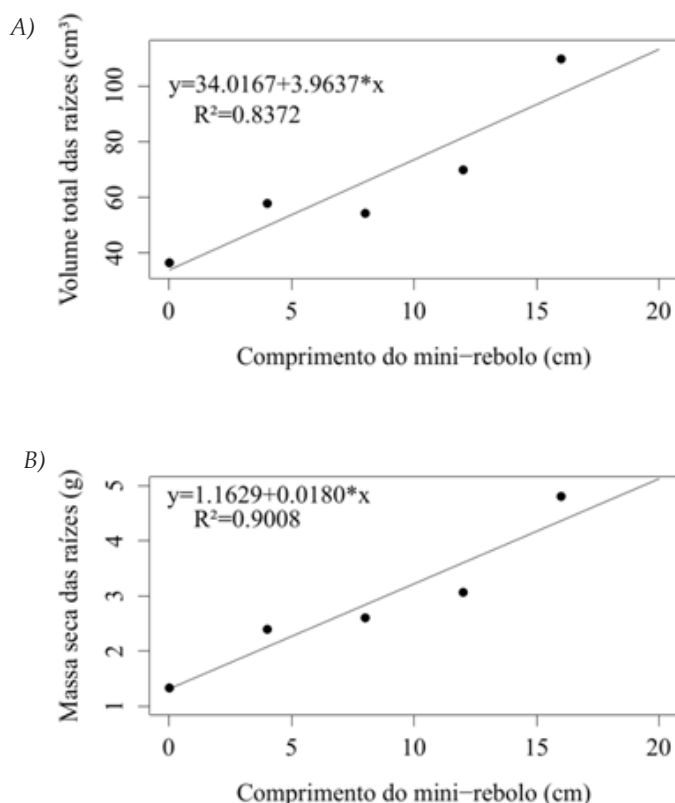 A)
Volume total das raízes (cm³)
100
80
60
40
y=34.0167+3.9637*x
R²=0.8372
0 5 10 15 20
Comprimento do mini−rebolo (cm)
B)
Massa seca das raízes (g)
5
4
3
2
1
y=1.1629+0.0180*x
R²=0.9008
0 5 10 15 20
Comprimento do mini−rebolo (cm)